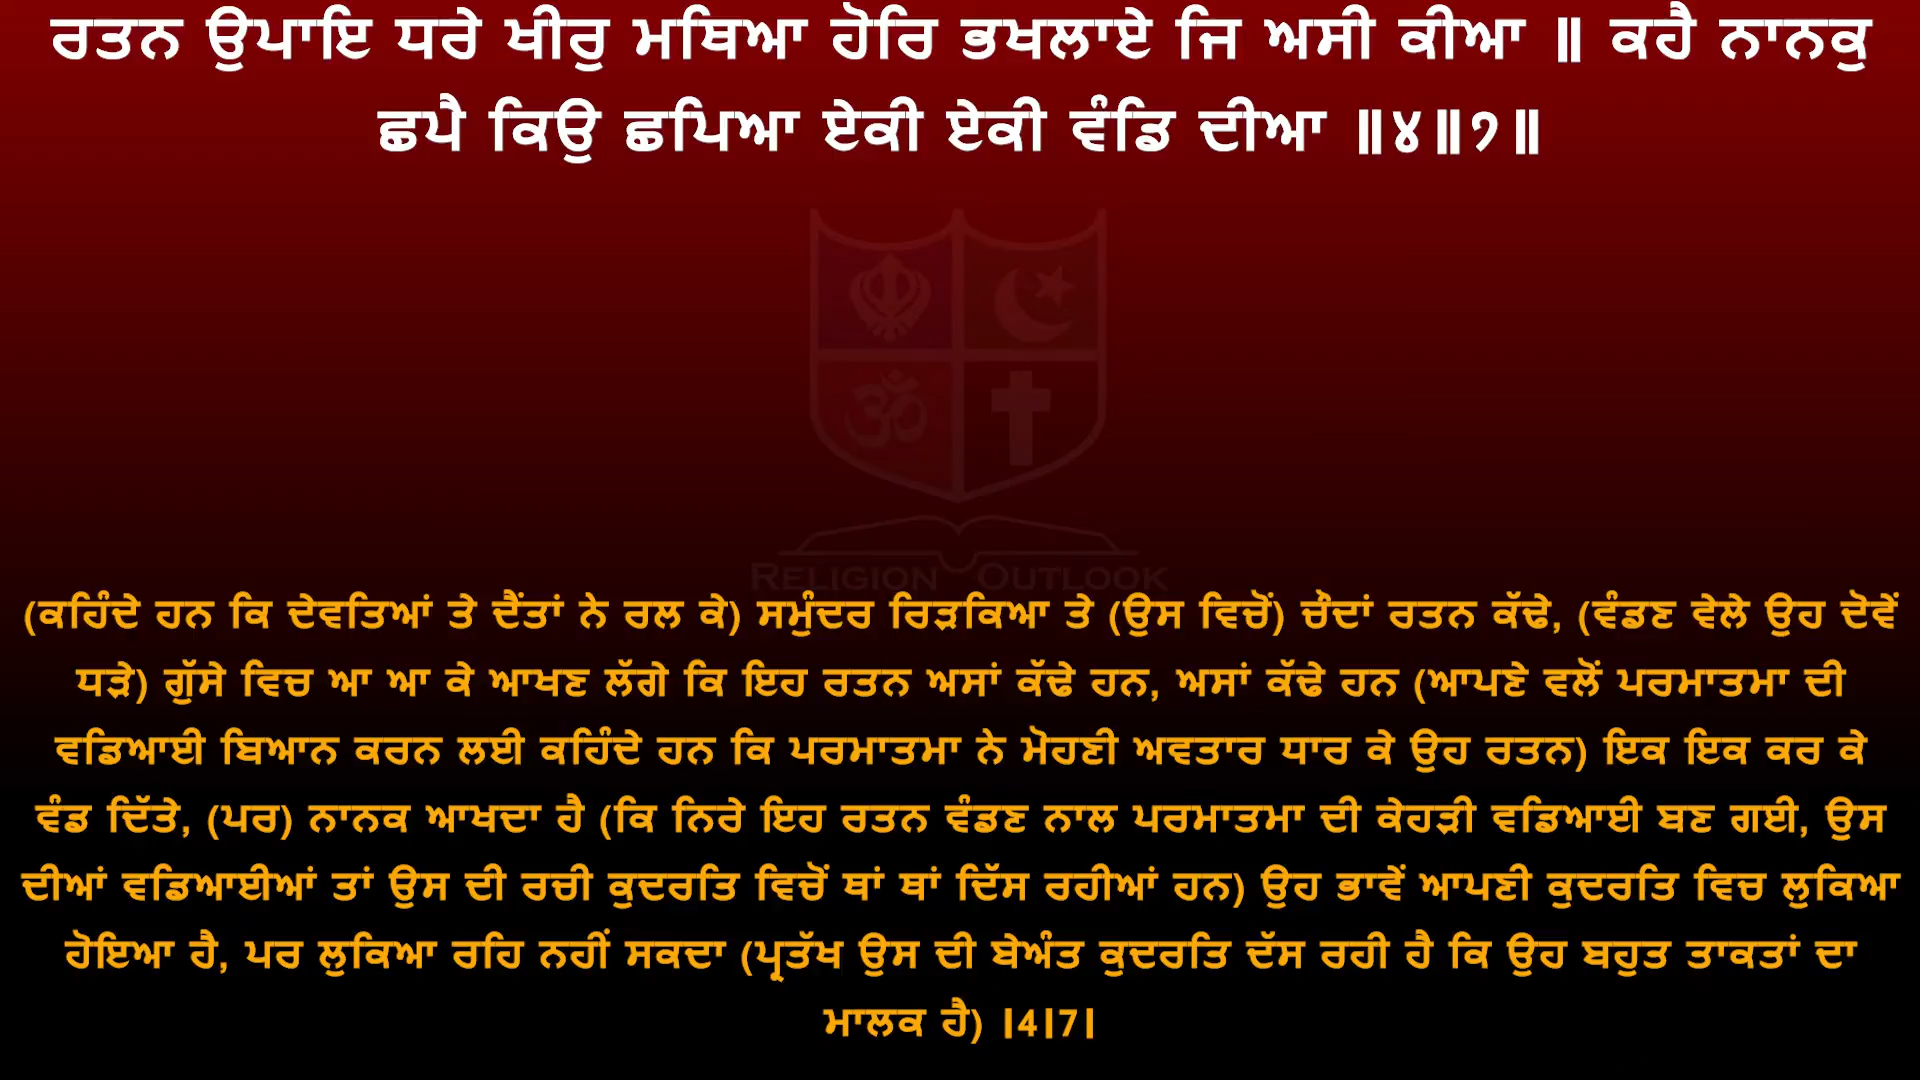 ਰਤਨ ਉਪਾਇ ਧਰੇ ਖੀਰੁ ਮਥਿਆ ਹੋਰਿ ਭਖਲਾਏ ਜਿ ਅਸੀ ਕੀਆ ॥ ਕਹੈ ਨਾਨਕੁ
ਛਪੈ ਕਿਉ ਛਪਿਆ ਏਕੀ ਏਕੀ ਵੰਡਿ ਦੀਆ ॥੪॥੭॥
RELIGION OUTLOOK
(ਕਹਿੰਦੇ ਹਨ ਕਿ ਦੇਵਤਿਆਂ ਤੇ ਦੈਂਤਾਂ ਨੇ ਰਲ ਕੇ) ਸਮੁੰਦਰ ਰਿੜਕਿਆ ਤੇ (ਉਸ ਵਿਚੋਂ) ਚੌਦਾਂ ਰਤਨ ਕੱਢੇ, (ਵੰਡਣ ਵੇਲੇ ਉਹ ਦੋਵੇਂ
ਧੜੇ) ਗੁੱਸੇ ਵਿਚ ਆ ਆ ਕੇ ਆਖਣ ਲੱਗੇ ਕਿ ਇਹ ਰਤਨ ਅਸਾਂ ਕੱਢੇ ਹਨ, ਅਸਾਂ ਕੱਢੇ ਹਨ (ਆਪਣੇ ਵਲੋਂ ਪਰਮਾਤਮਾ ਦੀ
ਵਡਿਆਈ ਬਿਆਨ ਕਰਨ ਲਈ ਕਹਿੰਦੇ ਹਨ ਕਿ ਪਰਮਾਤਮਾ ਨੇ ਮੋਹਣੀ ਅਵਤਾਰ ਧਾਰ ਕੇ ਉਹ ਰਤਨ) ਇਕ ਇਕ ਕਰ ਕੇ
ਵੰਡ ਦਿੱਤੇ, (ਪਰ) ਨਾਨਕ ਆਖਦਾ ਹੈ (ਕਿ ਨਿਰੇ ਇਹ ਰਤਨ ਵੰਡਣ ਨਾਲ ਪਰਮਾਤਮਾ ਦੀ ਕੇਹੜੀ ਵਡਿਆਈ ਬਣ ਗਈ, ਉਸ
ਦੀਆਂ ਵਡਿਆਈਆਂ ਤਾਂ ਉਸ ਦੀ ਰਚੀ ਕੁਦਰਤਿ ਵਿਚੋਂ ਥਾਂ ਥਾਂ ਦਿੱਸ ਰਹੀਆਂ ਹਨ) ਉਹ ਭਾਵੇਂ ਆਪਣੀ ਕੁਦਰਤਿ ਵਿਚ ਲੁਕਿਆ
ਹੋਇਆ ਹੈ, ਪਰ ਲੁਕਿਆ ਰਹਿ ਨਹੀਂ ਸਕਦਾ (ਪ੍ਰਤੱਖ ਉਸ ਦੀ ਬੇਅੰਤ ਕੁਦਰਤਿ ਦੱਸ ਰਹੀ ਹੈ ਕਿ ਉਹ ਬਹੁਤ ਤਾਕਤਾਂ ਦਾ
ਮਾਲਕ ਹੈ) ।4।7।